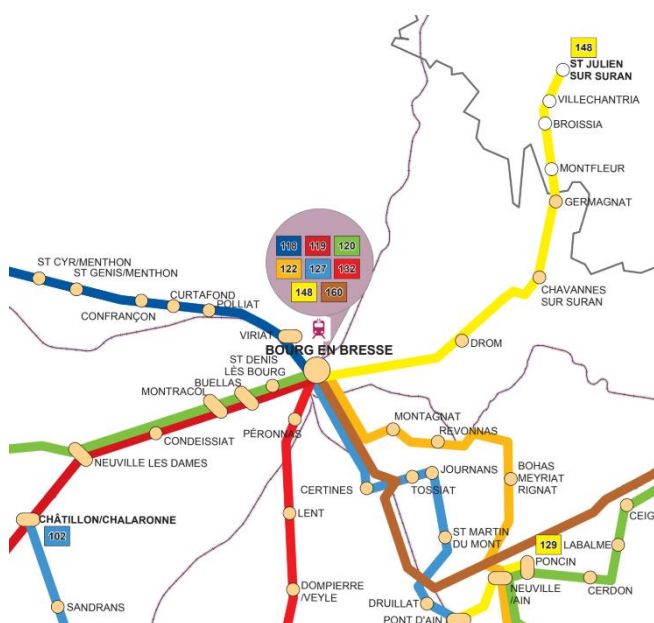 148
ST JULIEN
SUR SURAN
VILLECHANTRIA
BROISSIA
MONTFLEUR
GERMAGNAT
118 119 120
122 127 132
148 160
ST CYR/MENTHON
ST GENIS/MENTHON
CURTAFOND
CONFRANÇON
POLLIAT
CHAVANNES
SUR SURAN
VIRIAT
DROM
BOURG EN BRESSE
ST DENIS
LÈS BOURG
BUELLAS
MONTRACOL
MONTAGNAT
REVONNAS
PÉRONNAS
CONDEISSIAT
NEUVILLE LES DAMES
JOURNANS
BOHAS
MEYRIAT
RIGNAT
CERTINES
TOSSIAT
LENT
CEIG
CHÂTILLON/CHALARONNE
102
ST MARTIN
DU MONT
129
LABALME
PONCIN
DOMPIERRE
/VEYLE
NEUVILLE
/AIN
CERDON
SANDRANS
DRUILLAT
PONT D'AIN